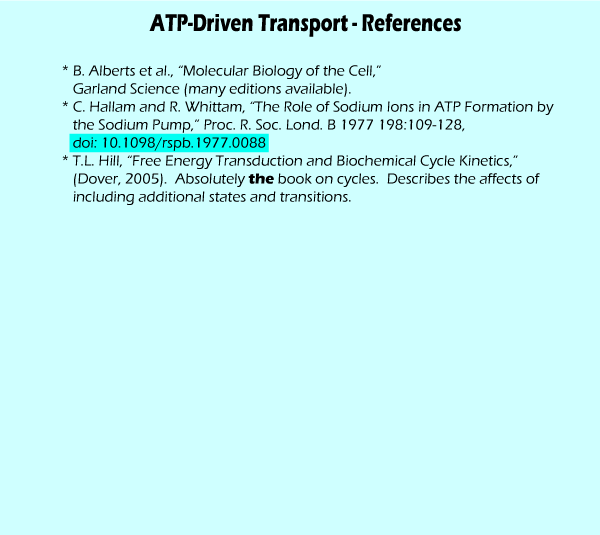 ATP-Driven Transport - References
* B. Alberts et al., “Molecular Biology of the Cell,”
Garland Science (many editions available).
* C. Hallam and R. Whittam, “The Role of Sodium Ions in ATP Formation by
the Sodium Pump,” Proc. R. Soc. Lond. B 1977 198:109-128,
doi: 10.1098/rspb.1977.0088
* T.L. Hill, “Free Energy Transduction and Biochemical Cycle Kinetics,”
(Dover, 2005).  Absolutely the book on cycles.  Describes the affects of
including additional states and transitions.